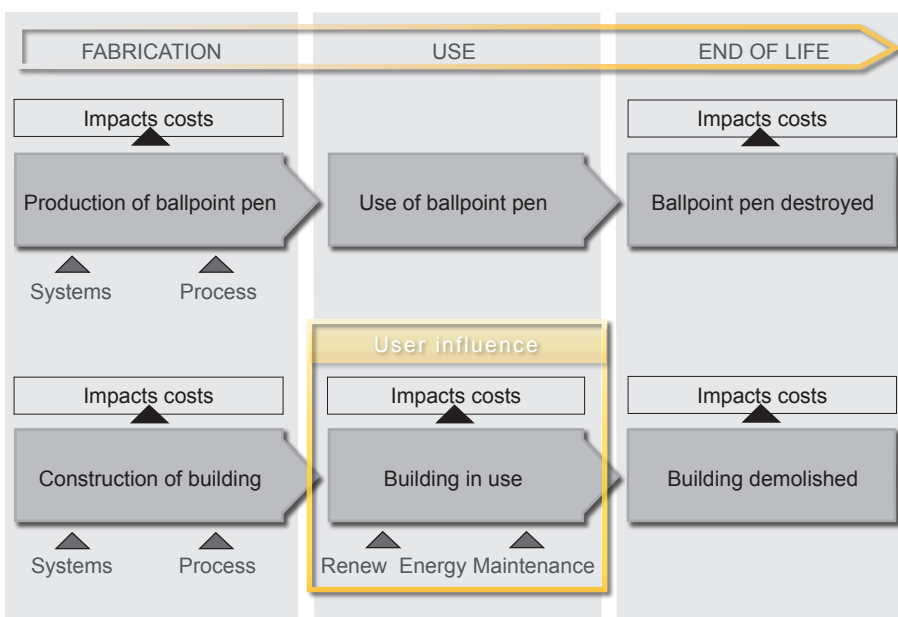 FABRICATION USE END OF LIFE
Impacts costs Impacts costs
Production of ballpoint pen Use of ballpoint pen Ballpoint pen destroyed
Systems Process
User influence
Impacts costs Impacts costs Impacts costs
Construction of building Building in use Building demolished
Systems Process Renew Energy Maintenance